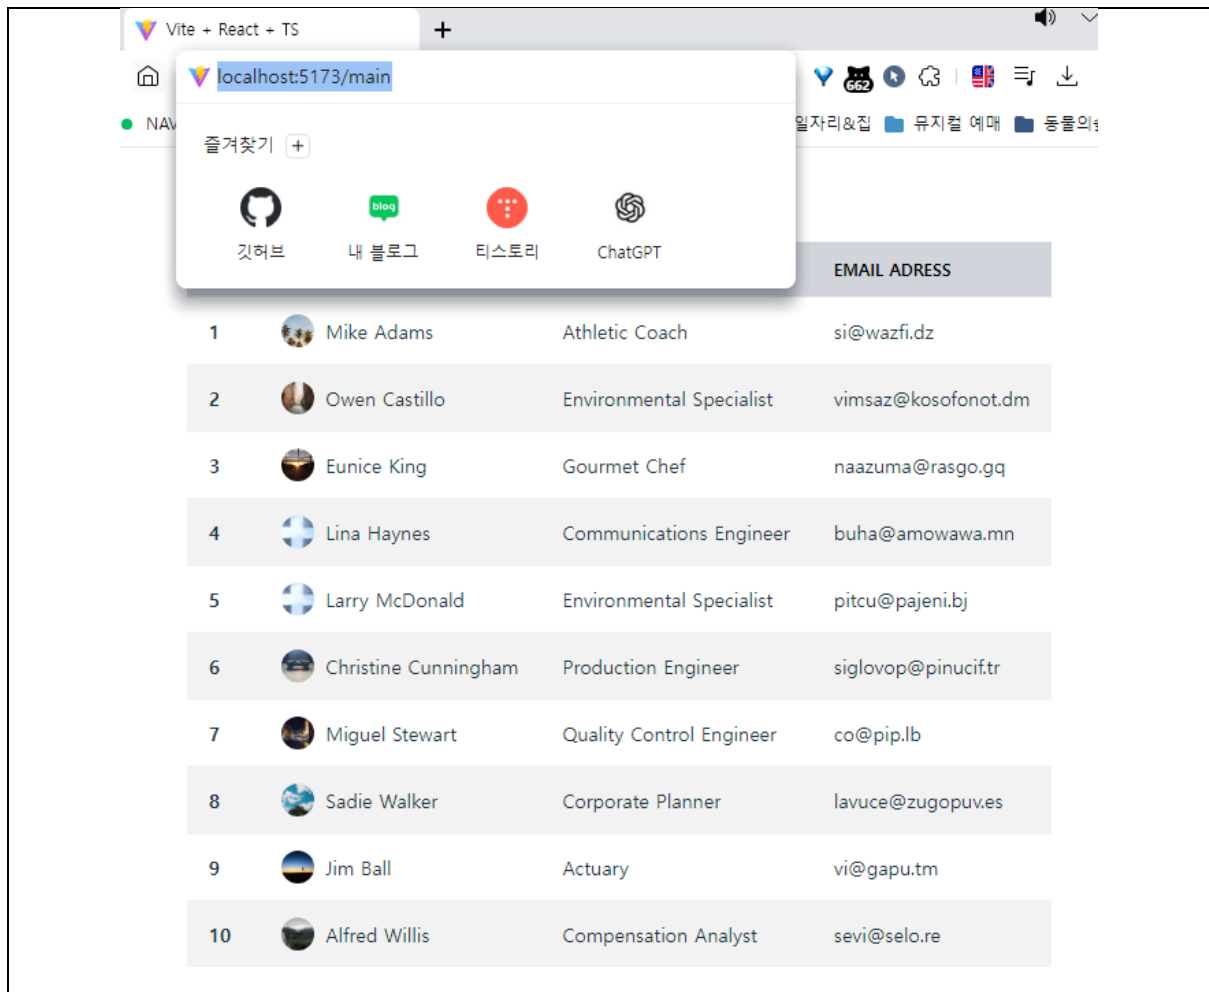 Vite + React + TS
localhost:5173/main
662
일자리&집 뮤지컬 예매 동물의
즐겨찾기
blog
깃허브 내 블로그 티스토리 ChatGPT
EMAIL ADRESS
1 Mike Adams Athletic Coach si@wazfi.dz
2 Owen Castillo Environmental Specialist vimsaz@kosofonot.dm
3 Eunice King Gourmet Chef naazuma@rasgo.gq
4 Lina Haynes Communications Engineer buha@amowawa.mn
5 Larry McDonald Environmental Specialist pitcu@pajeni.bj
6 Christine Cunningham Production Engineer siglovop@pinucif.tr
7 Miguel Stewart Quality Control Engineer co@pip.lb
8 Sadie Walker Corporate Planner lavuce@zugopuv.es
9 Jim Ball Actuary vi@gapu.tm
10 Alfred Willis Compensation Analyst sevi@selo.re